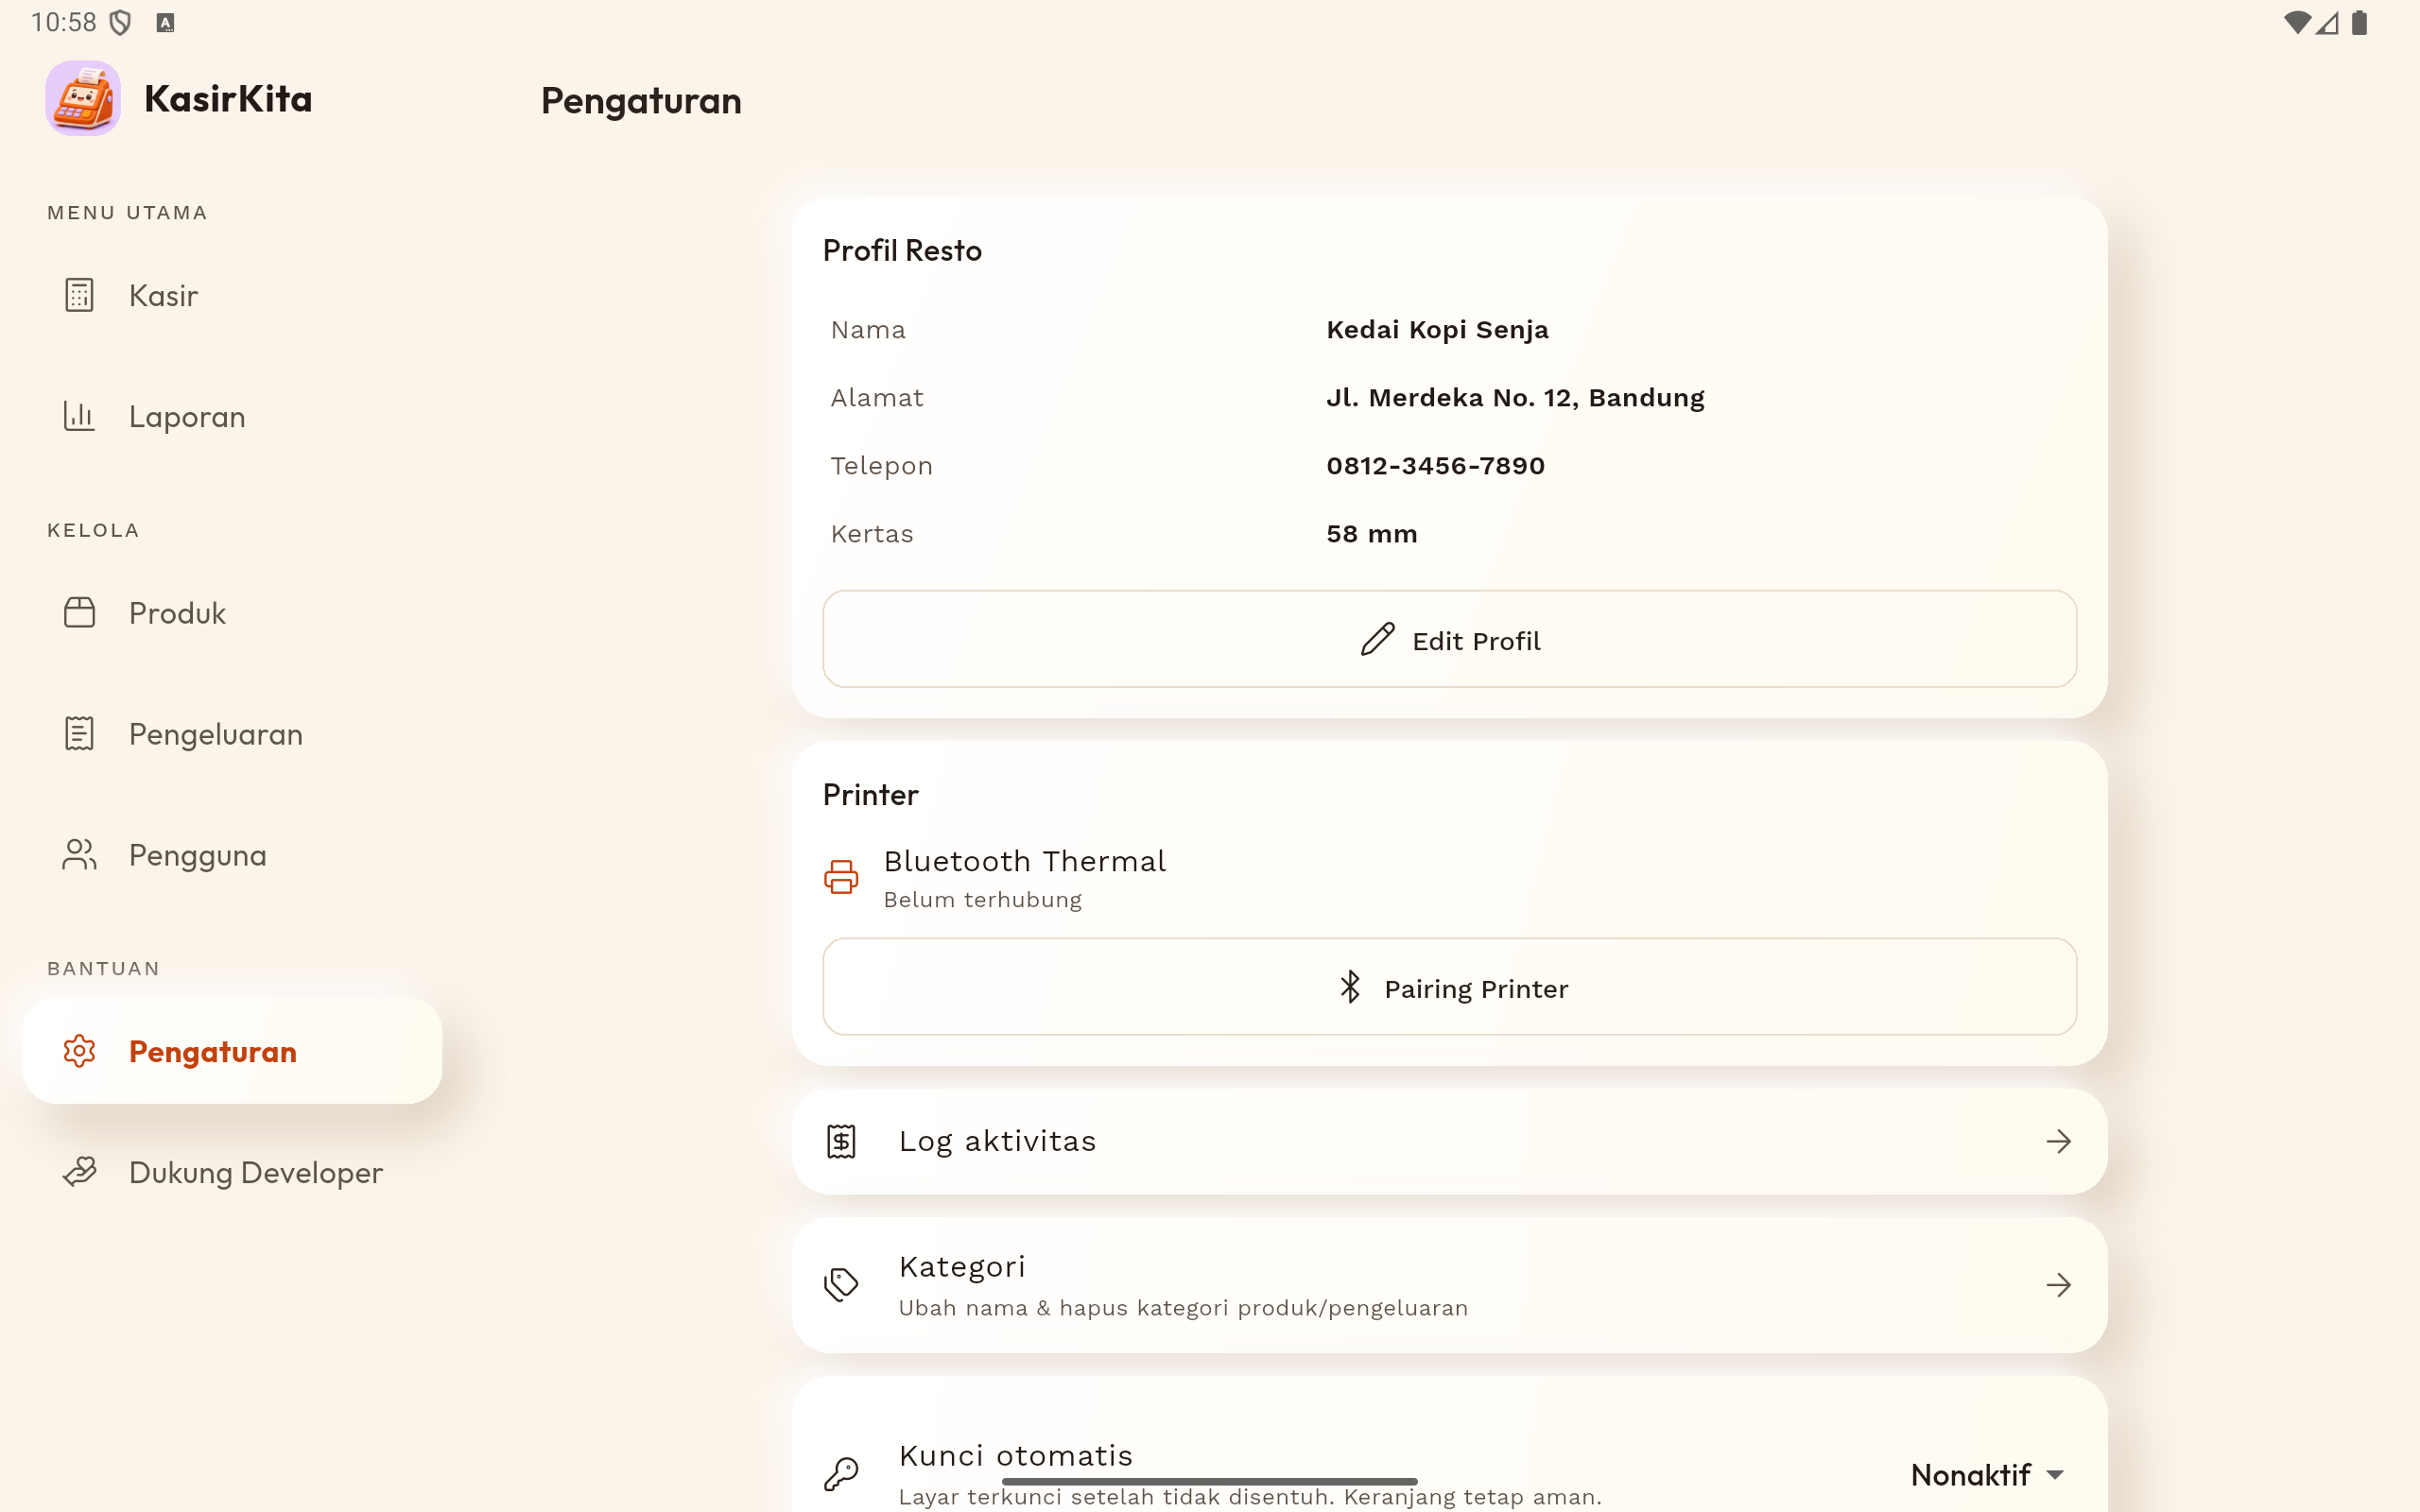 10:58
KasirKita
Pengaturan
MENU UTAMA
Kasir
Laporan
KELOLA
Produk
Pengeluaran
Pengguna
BANTUAN
Pengaturan
Dukung Developer
Profil Resto
Nama Kedai Kopi Senja
Alamat Jl. Merdeka No. 12, Bandung
Telepon 0812-3456-7890
Kertas 58 mm
Edit Profil
Printer
Bluetooth Thermal
Belum terhubung
Pairing Printer
Log aktivitas
Kategori
Ubah nama & hapus kategori produk/pengeluaran
Kunci otomatis
Nonaktif
Layar terkunci setelah tidak disentuh. Keranjang tetap aman.